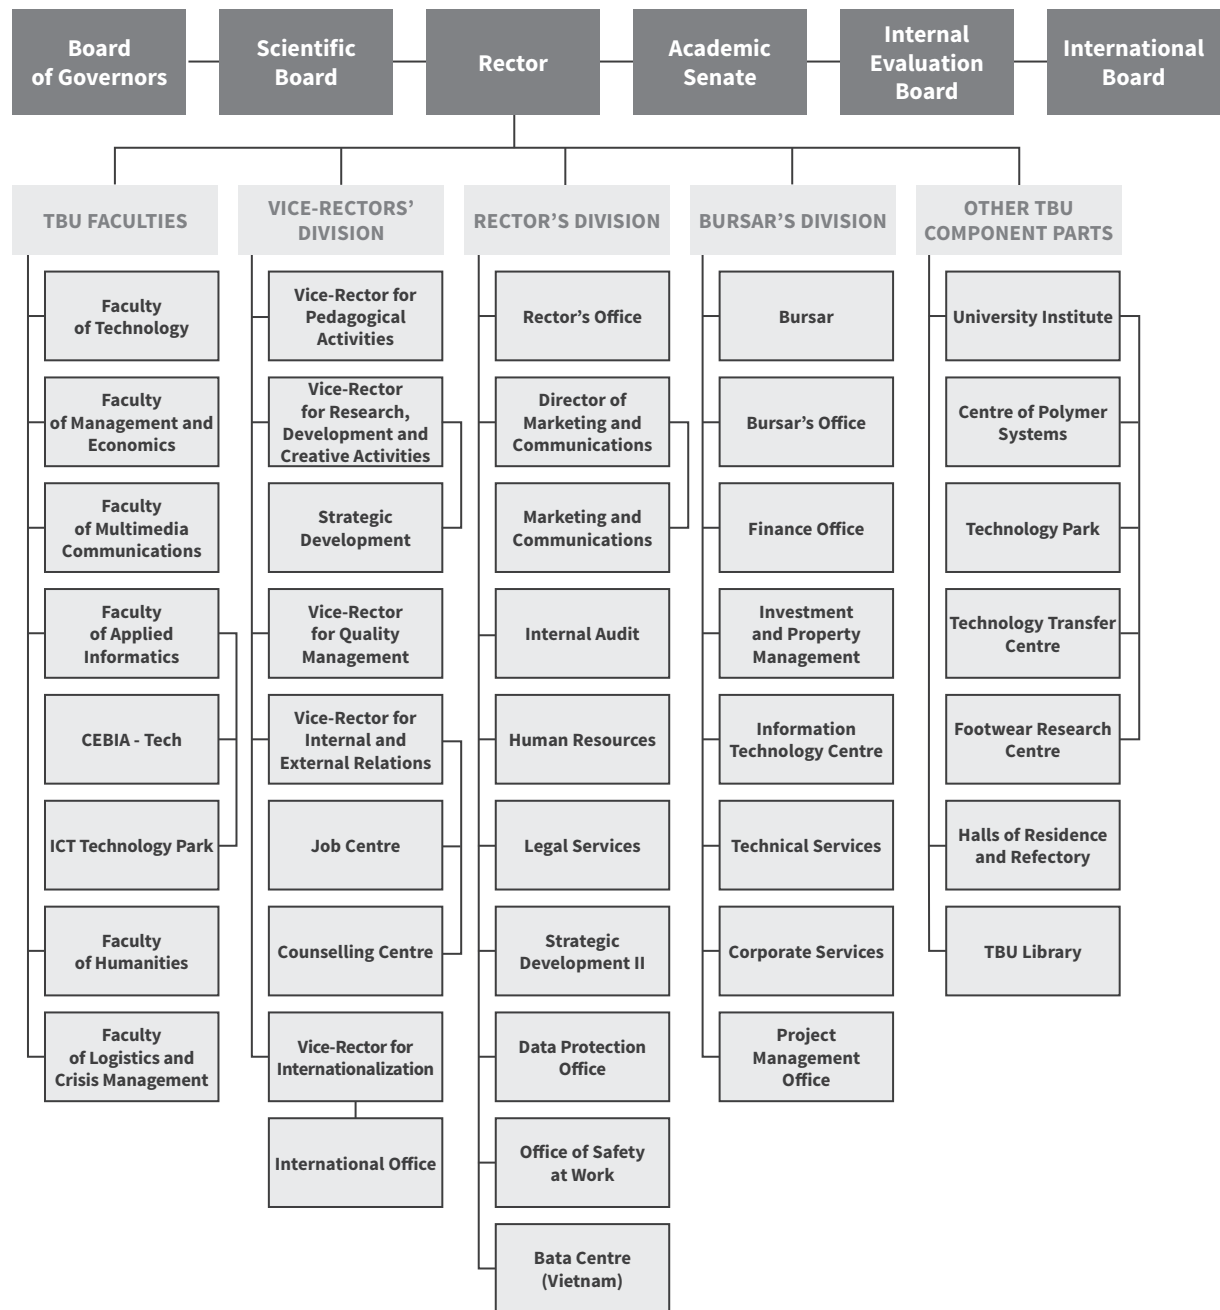 Board
of Governors
Scientific
Board
Rector
Academic
Senate
Internal
Evaluation
Board
International
Board
TBU FACULTIES
VICE-RECTORS’
DIVISION
RECTOR’S DIVISION
BURSAR’S DIVISION
OTHER TBU
COMPONENT PARTS
Faculty
of Technology
Faculty
of Management and
Economics
Faculty
of Multimedia
Communications
Faculty
of Applied
Informatics
CEBIA - Tech
ICT Technology Park
Faculty
of Humanities
Faculty
of Logistics and
Crisis Management
Vice-Rector for
Pedagogical
Activities
Vice-Rector
for Research,
Development and
Creative Activities
Strategic
Development
Vice-Rector
for Quality
Management
Vice-Rector for
Internal and
External Relations
Job Centre
Counselling Centre
Vice-Rector for
Internationalization
International Office
Rector’s Office
Director of
Marketing and
Communications
Marketing and
Communications
Internal Audit
Human Resources
Legal Services
Strategic
Development II
Data Protection
Office
Office of Safety
at Work
Bata Centre
(Vietnam)
Bursar
Bursar’s Office
Finance Office
Investment
and Property
Management
Information
Technology Centre
Technical Services
Corporate Services
Project
Management
Office
University Institute
Centre of Polymer
Systems
Technology Park
Technology Transfer
Centre
Footwear Research
Centre
Halls of Residence
and Refectory
TBU Library